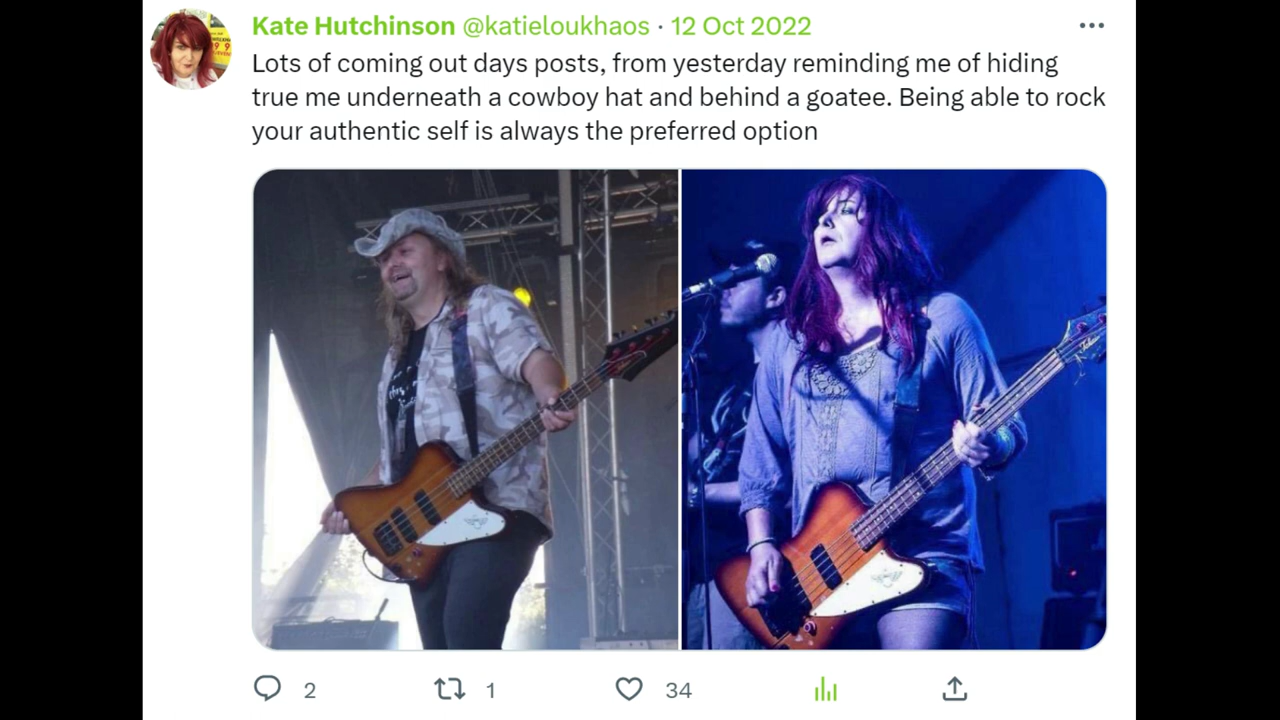 Kate Hutchinson @katieloukhaos · 12 Oct 2022
Lots of coming out days posts, from yesterday reminding me of hiding
true me underneath a cowboy hat and behind a goatee. Being able to rock
your authentic self is always the preferred option
2 1 34